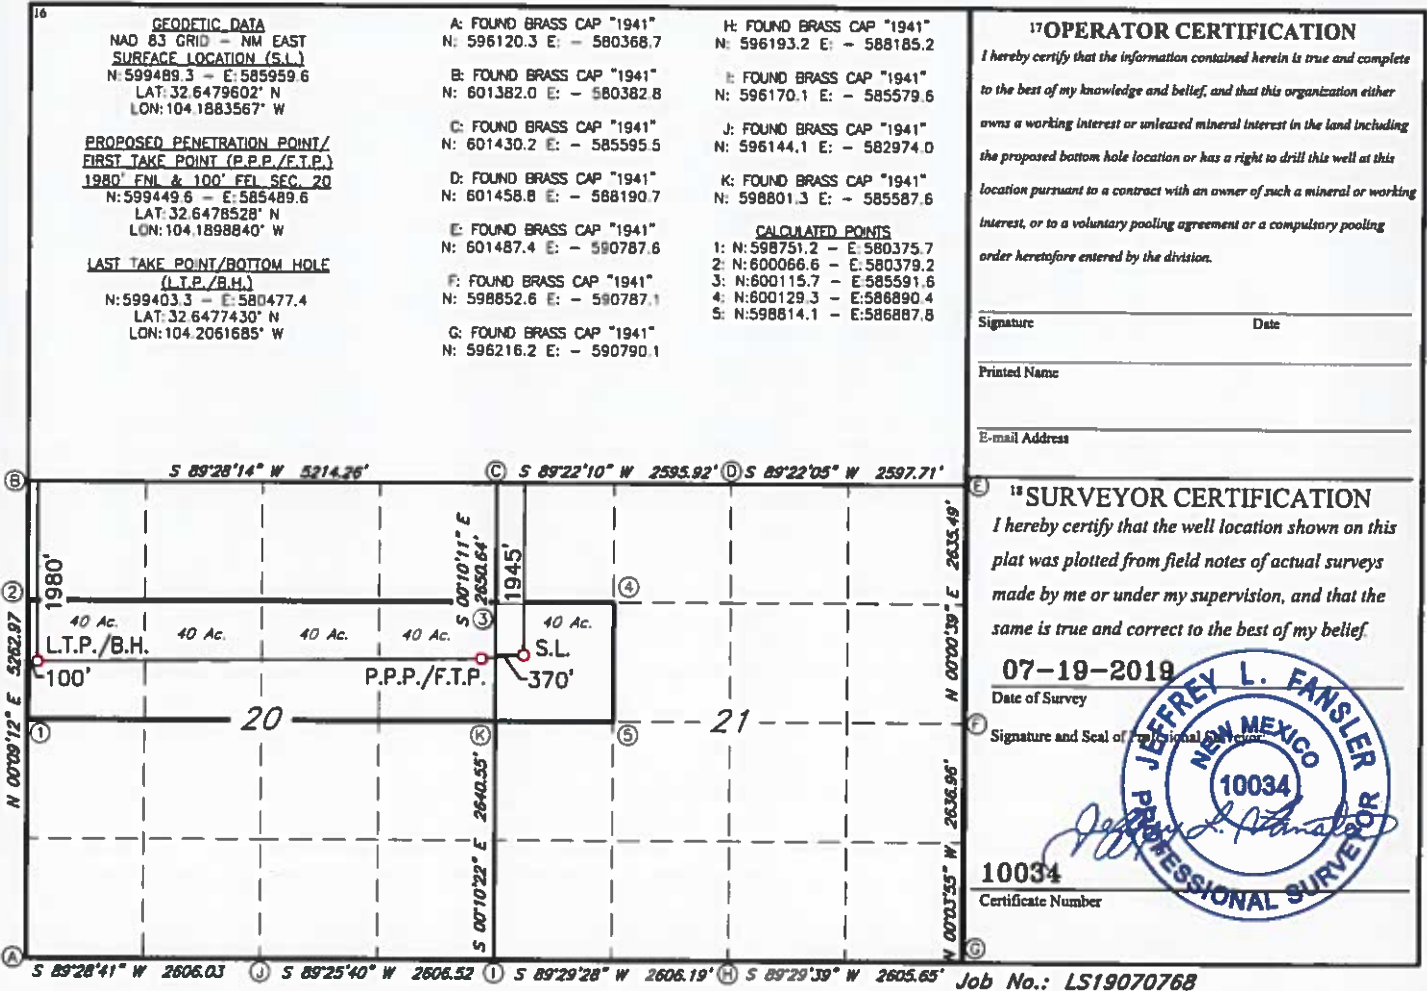 16
GEODETIC DATA
NAD 83 GRID - NM EAST
SURFACE LOCATION (S.L.)
N:599489.3 - E:585959.6
LAT: 32.6479602° N
LON: 104.1883567° W
PROPOSED PENETRATION POINT/
FIRST TAKE POINT (P.P.P./F.T.P.)
1980' FNL & 100' FEL SEC. 20
N:599449.6 - E:585489.6
LAT: 32.6478528° N
LON: 104.1898840° W
LAST TAKE POINT/BOTTOM HOLE
(L.T.P./B.H.)
N:599403.3 - E:580477.4
LAT: 32.6477430° N
LON: 104.2061685° W
A: FOUND BRASS CAP "1941"
N: 596120.3 E: - 580368.7
B: FOUND BRASS CAP "1941"
N: 601382.0 E: - 580382.8
C: FOUND BRASS CAP "1941"
N: 601430.2 E: - 585595.5
D: FOUND BRASS CAP "1941"
N: 601458.8 E: - 588190.7
E: FOUND BRASS CAP "1941"
N: 601487.4 E: - 590787.6
F: FOUND BRASS CAP "1941"
N: 598852.6 E: - 590787.1
G: FOUND BRASS CAP "1941"
N: 596216.2 E: - 590790.1
H: FOUND BRASS CAP "1941"
N: 596193.2 E: - 588185.2
I: FOUND BRASS CAP "1941"
N: 596170.1 E: - 585579.6
J: FOUND BRASS CAP "1941"
N: 596144.1 E: - 582974.0
K: FOUND BRASS CAP "1941"
N: 598801.3 E: - 585587.6
CALCULATED POINTS
1: N:598751.2 - E:580375.7
2: N:600066.6 - E:580379.2
3: N:600115.7 - E:585591.6
4: N:600129.3 - E:586890.4
5: N:598814.1 - E:586887.8
17 OPERATOR CERTIFICATION
I hereby certify that the information contained herein is true and complete
to the best of my knowledge and belief, and that this organization either
owns a working interest or unleased mineral interest in the land including
the proposed bottom hole location or has a right to drill this well at this
location pursuant to a contract with an owner of such a mineral or working
interest, or to a voluntary pooling agreement or a compulsory pooling
order heretofore entered by the division.
Signature Date
Printed Name
E-mail Address
18 SURVEYOR CERTIFICATION
I hereby certify that the well location shown on this
plat was plotted from field notes of actual surveys
made by me or under my supervision, and that the
same is true and correct to the best of my belief.
07-19-2019
Date of Survey
Signature and Seal of Professional Surveyor:
JEFFREY L. FANSLER
NEW MEXICO
10034
PROFESSIONAL SURVEYOR
Jeffrey L. Fansler
10034
Certificate Number
B
S 89°28'14" W 5214.26'
C
S 89°22'10" W 2595.92'
D
S 89°22'05" W 2597.71'
E
1980'
S 00°10'11" E
2650.64'
1945'
N 00°00'39" E 2635.49'
2
3
4
40 Ac.
40 Ac.
40 Ac.
40 Ac.
40 Ac.
L.T.P./B.H.
100'
P.P.P./F.T.P.
S.L.
370'
N 00°09'12" E 5262.97
1
20
K
5
21
F
S 00°10'22" E 2640.55'
N 00°03'55" W 2636.96'
G
A
S 89°28'41" W 2606.03
J
S 89°25'40" W 2606.52
I
S 89°29'28" W 2606.19'
H
S 89°29'39" W 2605.65'
Job No.: LS19070768